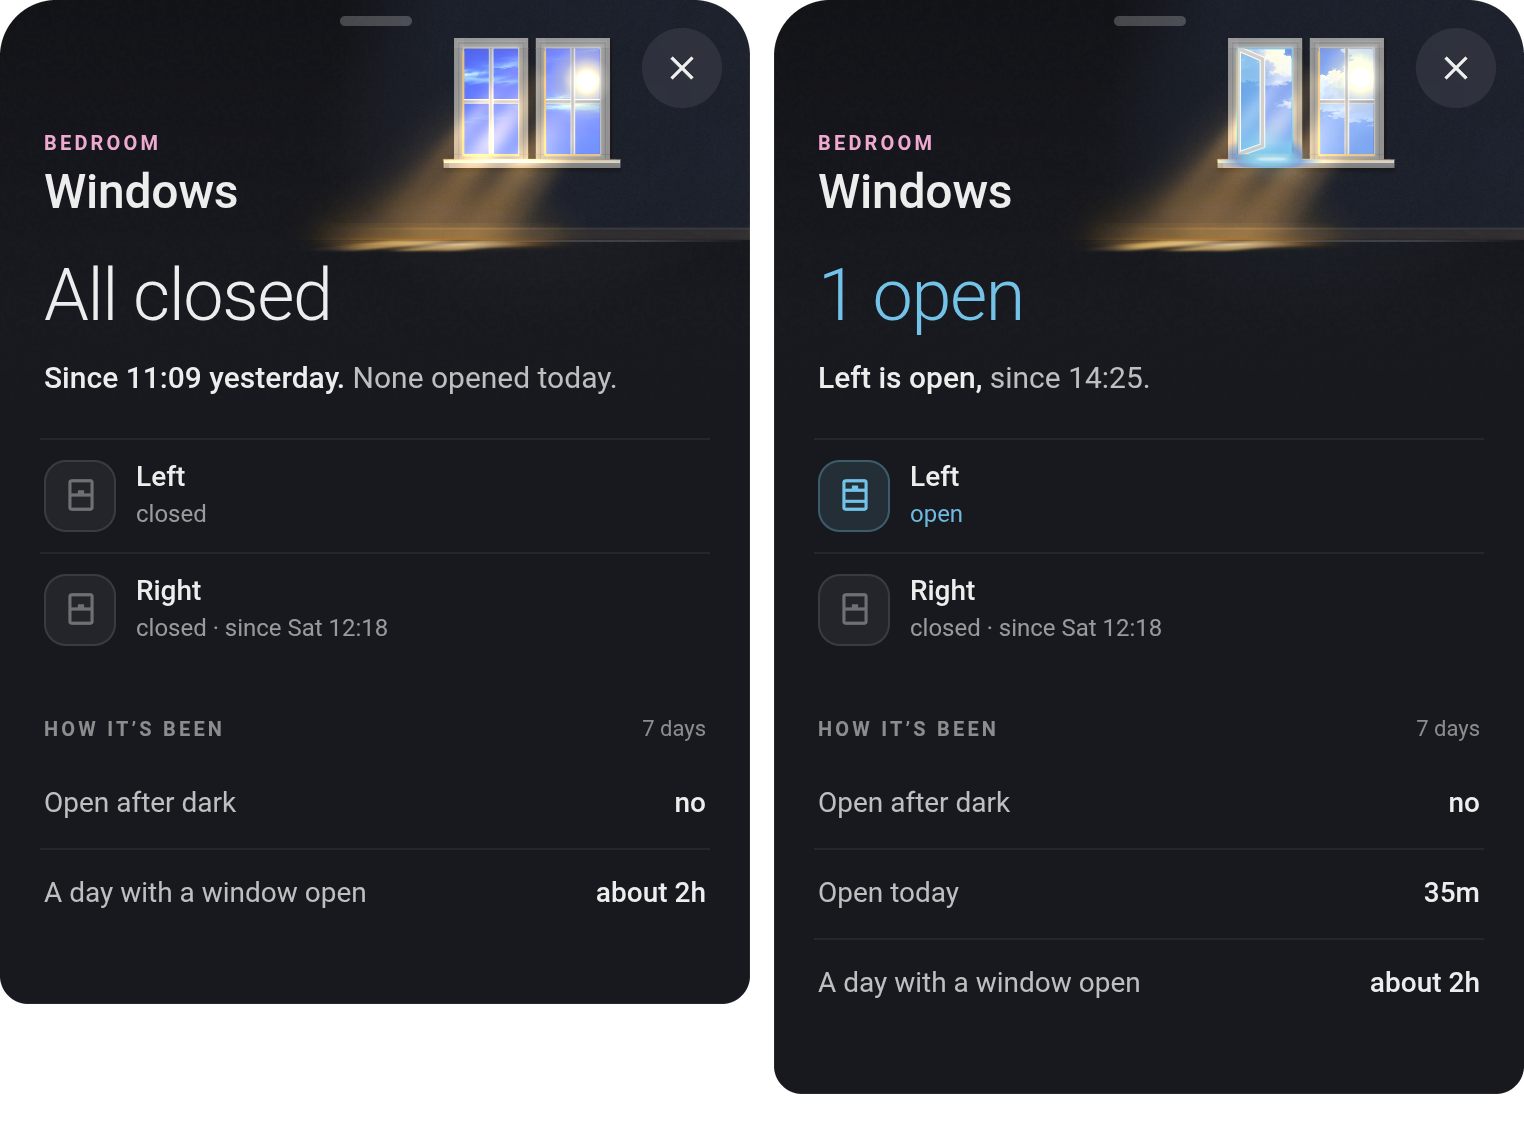 BEDROOM
Windows
All closed
Since 11:09 yesterday. None opened today.
Left
closed
Right
closed · since Sat 12:18
HOW IT’S BEEN
7 days
Open after dark
no
A day with a window open
about 2h
BEDROOM
Windows
1 open
Left is open, since 14:25.
Left
open
Right
closed · since Sat 12:18
HOW IT’S BEEN
7 days
Open after dark
no
Open today
35m
A day with a window open
about 2h